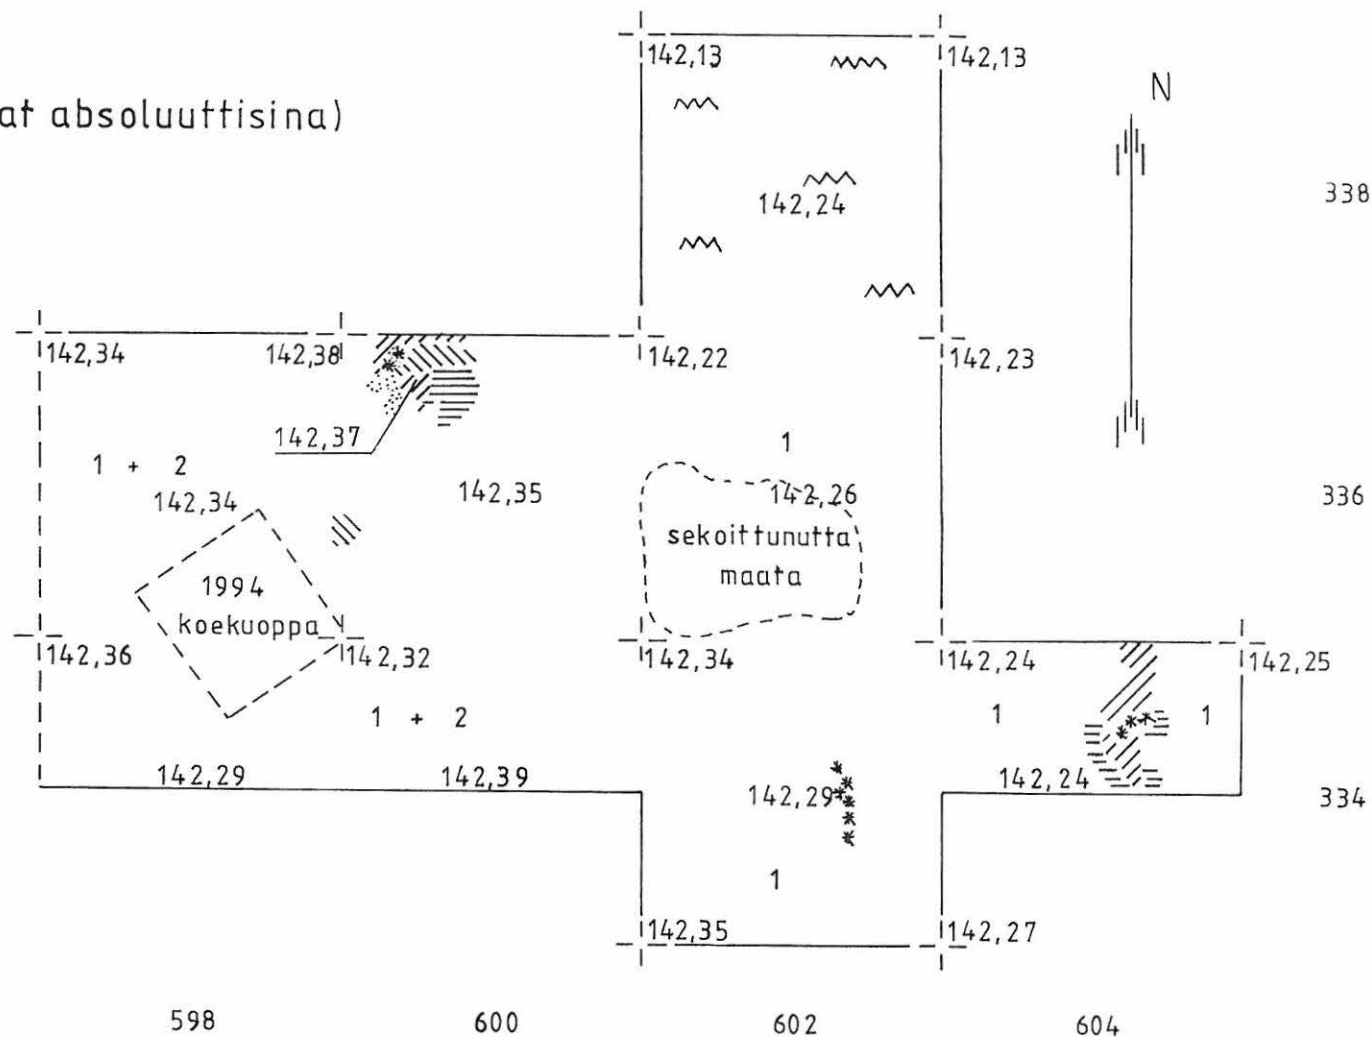 142,13 142,13
N
at absoluuttisina)
142,24 338
142,34 142,38 142,22 142,23
142,37
1
1 + 2
142,34 142,35 142,26 336
sekoittunutta
maata
1994
koekuoppa
142,36 142,32 142,34 142,24 142,25
1 + 2 1 1
142,29 142,39 142,29 142,24 334
1
142,35 142,27
598 600 602 604